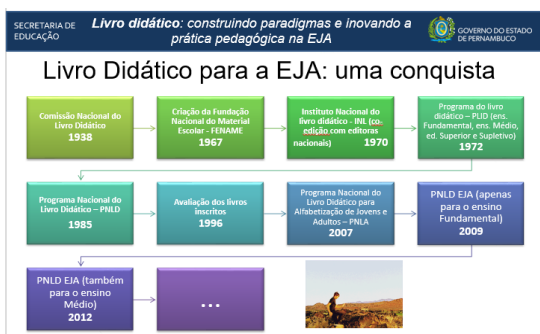 SECRETARIA DE
EDUCAÇÃO
Livro didático: construindo paradigmas e inovando a
prática pedagógica na EJA
GOVERNO DO ESTADO
DE PERNAMBUCO
Livro Didático para a EJA: uma conquista
Comissão Nacional do
Livro Didático
1938
Criação da Fundação
Nacional do Material
Escolar - FENAME
1967
Instituto Nacional do
livro didático - INL (co-
edição com editoras
nacionais) 1970
Programa do livro
didático – PLID (ens.
Fundamental, ens. Médio,
ed. Superior e Supletivo)
1972
Programa Nacional do
Livro Didático – PNLD
1985
Avaliação dos livros
inscritos
1996
Programa Nacional do
Livro Didático para
Alfabetização de Jovens e
Adultos – PNLA
2007
PNLD EJA (apenas
para o ensino
Fundamental)
2009
PNLD EJA (também
para o ensino
Médio)
2012
...